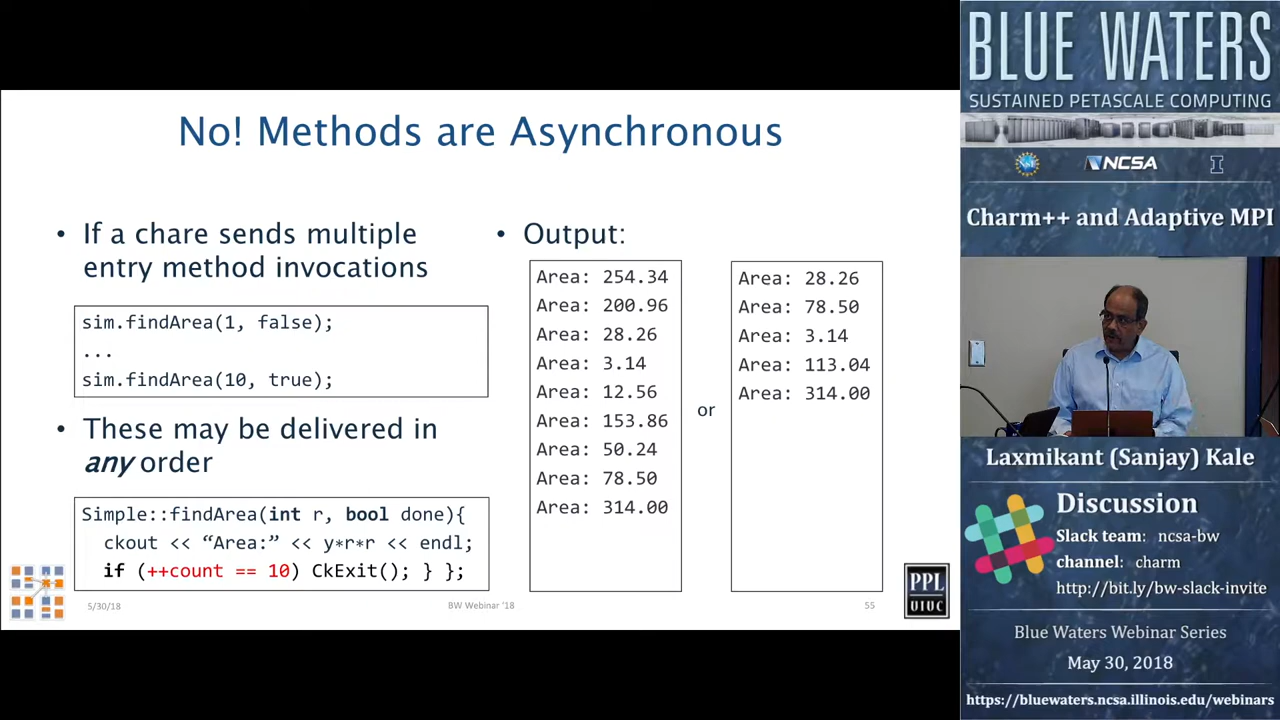 No! Methods are Asynchronous
• If a chare sends multiple
entry method invocations
sim.findArea(1, false);
...
sim.findArea(10, true);
• These may be delivered in
any order
Simple::findArea(int r, bool done){
ckout << “Area:” << y*r*r << endl;
if (++count == 10) CkExit(); } };
• Output:
Area: 254.34
Area: 200.96
Area: 28.26
Area: 3.14
Area: 12.56
Area: 153.86
Area: 50.24
Area: 78.50
Area: 314.00
or
Area: 28.26
Area: 78.50
Area: 3.14
Area: 113.04
Area: 314.00
5/30/18
BW Webinar '18
55
PPL
UIUC
BLUE WATERS
SUSTAINED PETASCALE COMPUTING
NSF
NCSA
I
Charm++ and Adaptive MPI
Laxmikant (Sanjay) Kale
Discussion
Slack team: ncsa-bw
channel: charm
http://bit.ly/bw-slack-invite
Blue Waters Webinar Series
May 30, 2018
https://bluewaters.ncsa.illinois.edu/webinars